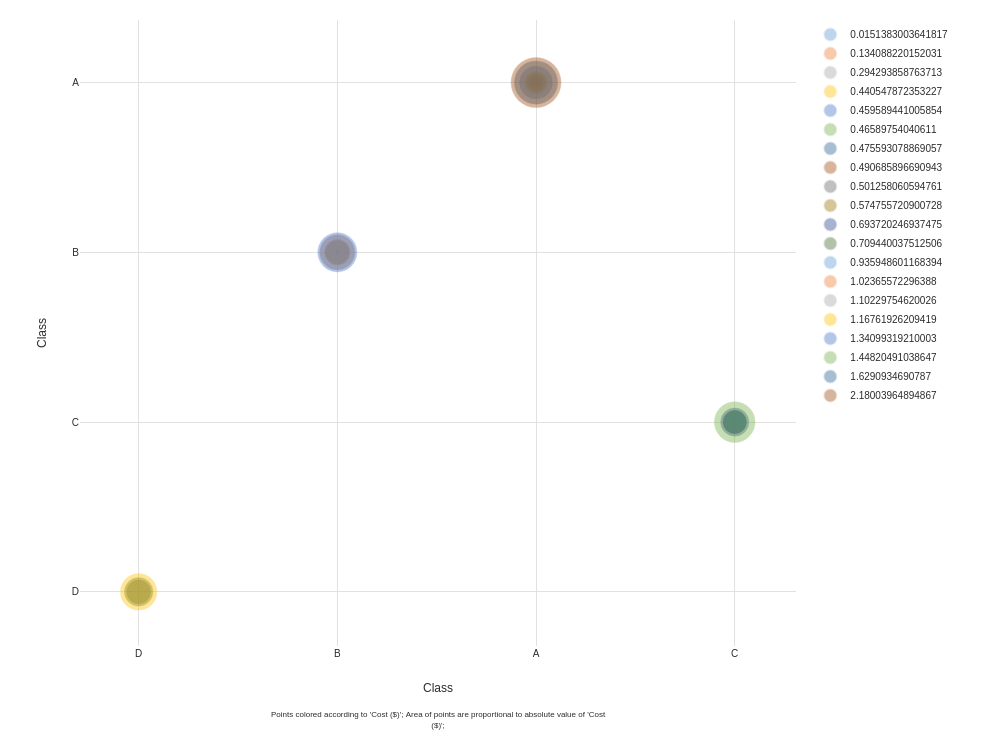 A
B
C
D
Class
D
B
A
C
Class
Points colored according to 'Cost ($)'; Area of points are proportional to absolute value of 'Cost
($)';
0.0151383003641817
0.134088220152031
0.294293858763713
0.440547872353227
0.459589441005854
0.46589754040611
0.475593078869057
0.490685896690943
0.501258060594761
0.574755720900728
0.693720246937475
0.709440037512506
0.935948601168394
1.02365572296388
1.10229754620026
1.16761926209419
1.34099319210003
1.44820491038647
1.6290934690787
2.18003964894867